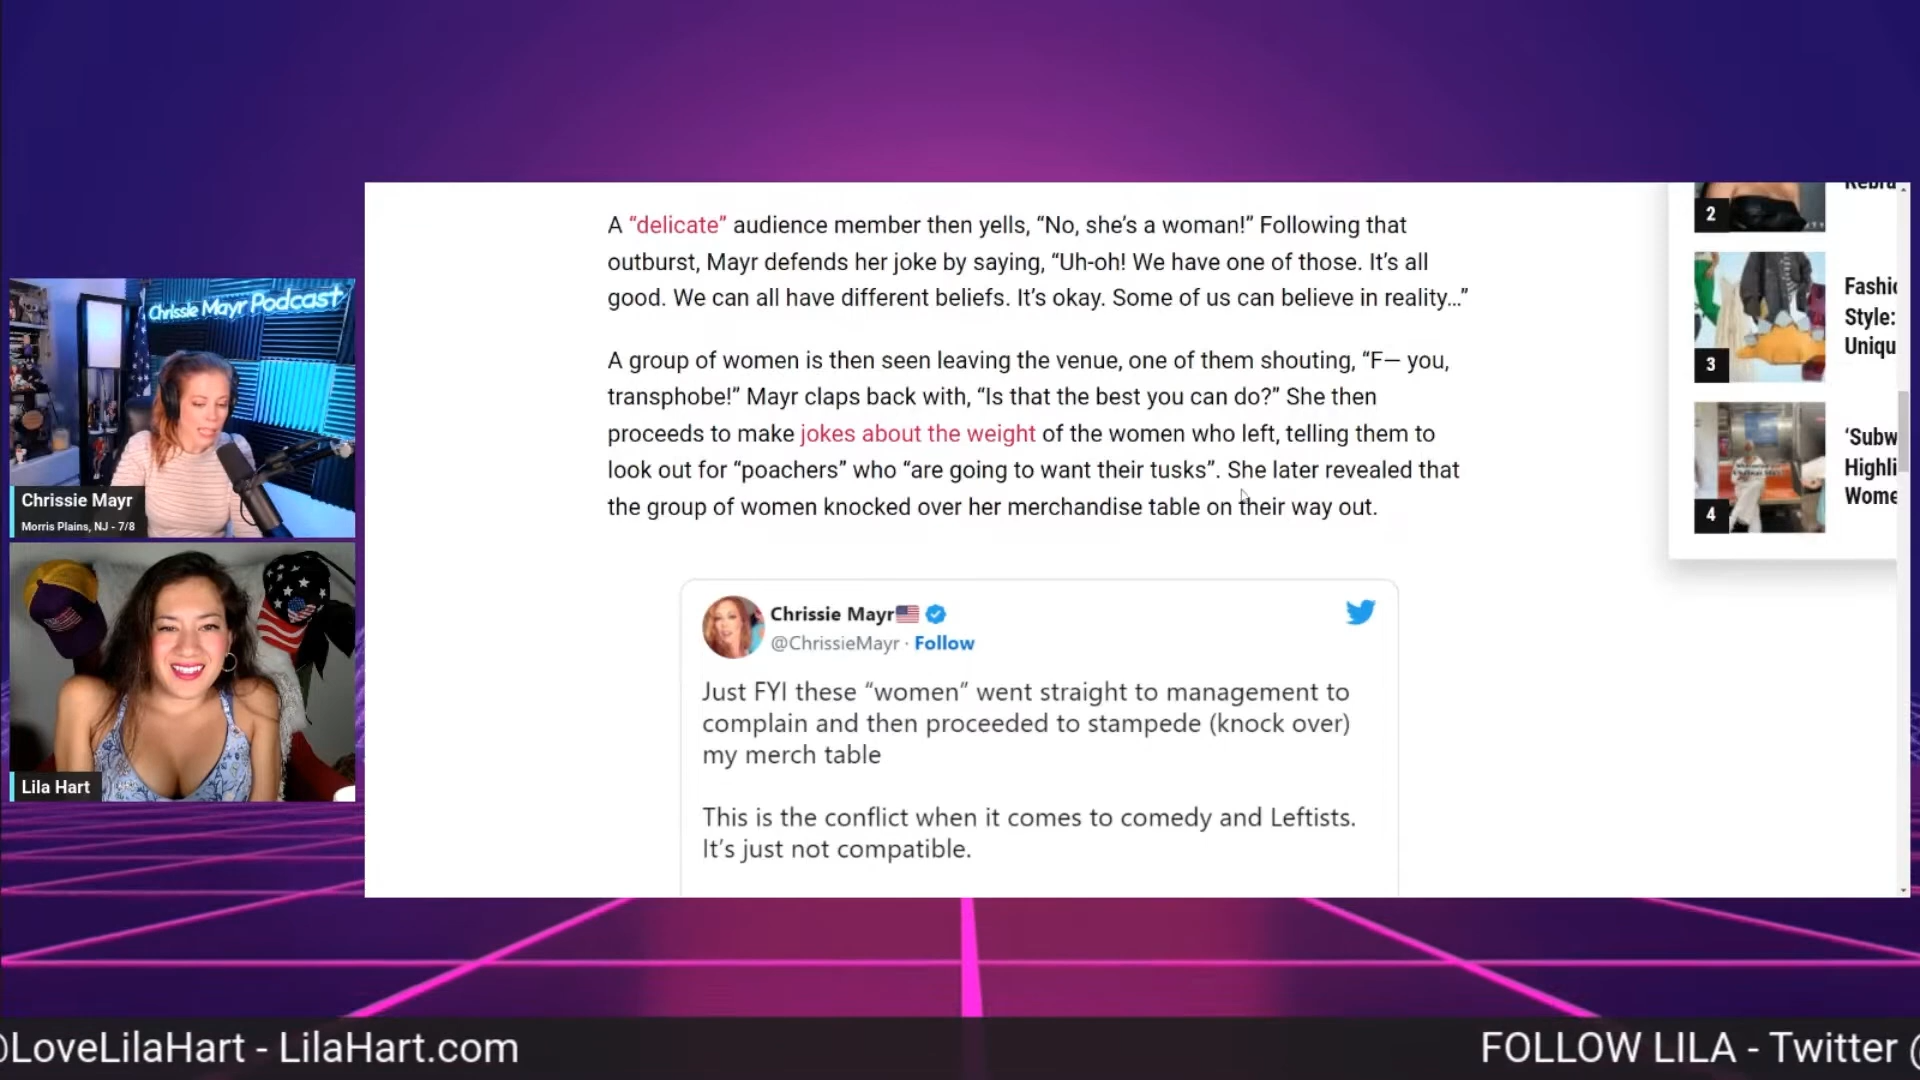 A “delicate” audience member then yells, “No, she’s a woman!” Following that
outburst, Mayr defends her joke by saying, “Uh-oh! We have one of those. It’s all
good. We can all have different beliefs. It’s okay. Some of us can believe in reality…”
A group of women is then seen leaving the venue, one of them shouting, “F— you,
transphobe!” Mayr claps back with, “Is that the best you can do?” She then
proceeds to make jokes about the weight of the women who left, telling them to
look out for “poachers” who “are going to want their tusks”. She later revealed that
the group of women knocked over her merchandise table on their way out.
Chrissie Mayr
@ChrissieMayr · Follow
Just FYI these “women” went straight to management to
complain and then proceeded to stampede (knock over)
my merch table
This is the conflict when it comes to comedy and Leftists.
It’s just not compatible.
2
3
Fashio
Style:
Uniqu
4
‘Subw
Highli
Wome
Chrissie Mayr Podcast
Chrissie Mayr
Morris Plains, NJ - 7/8
Lila Hart
@LoveLilaHart - LilaHart.com
FOLLOW LILA - Twitter @